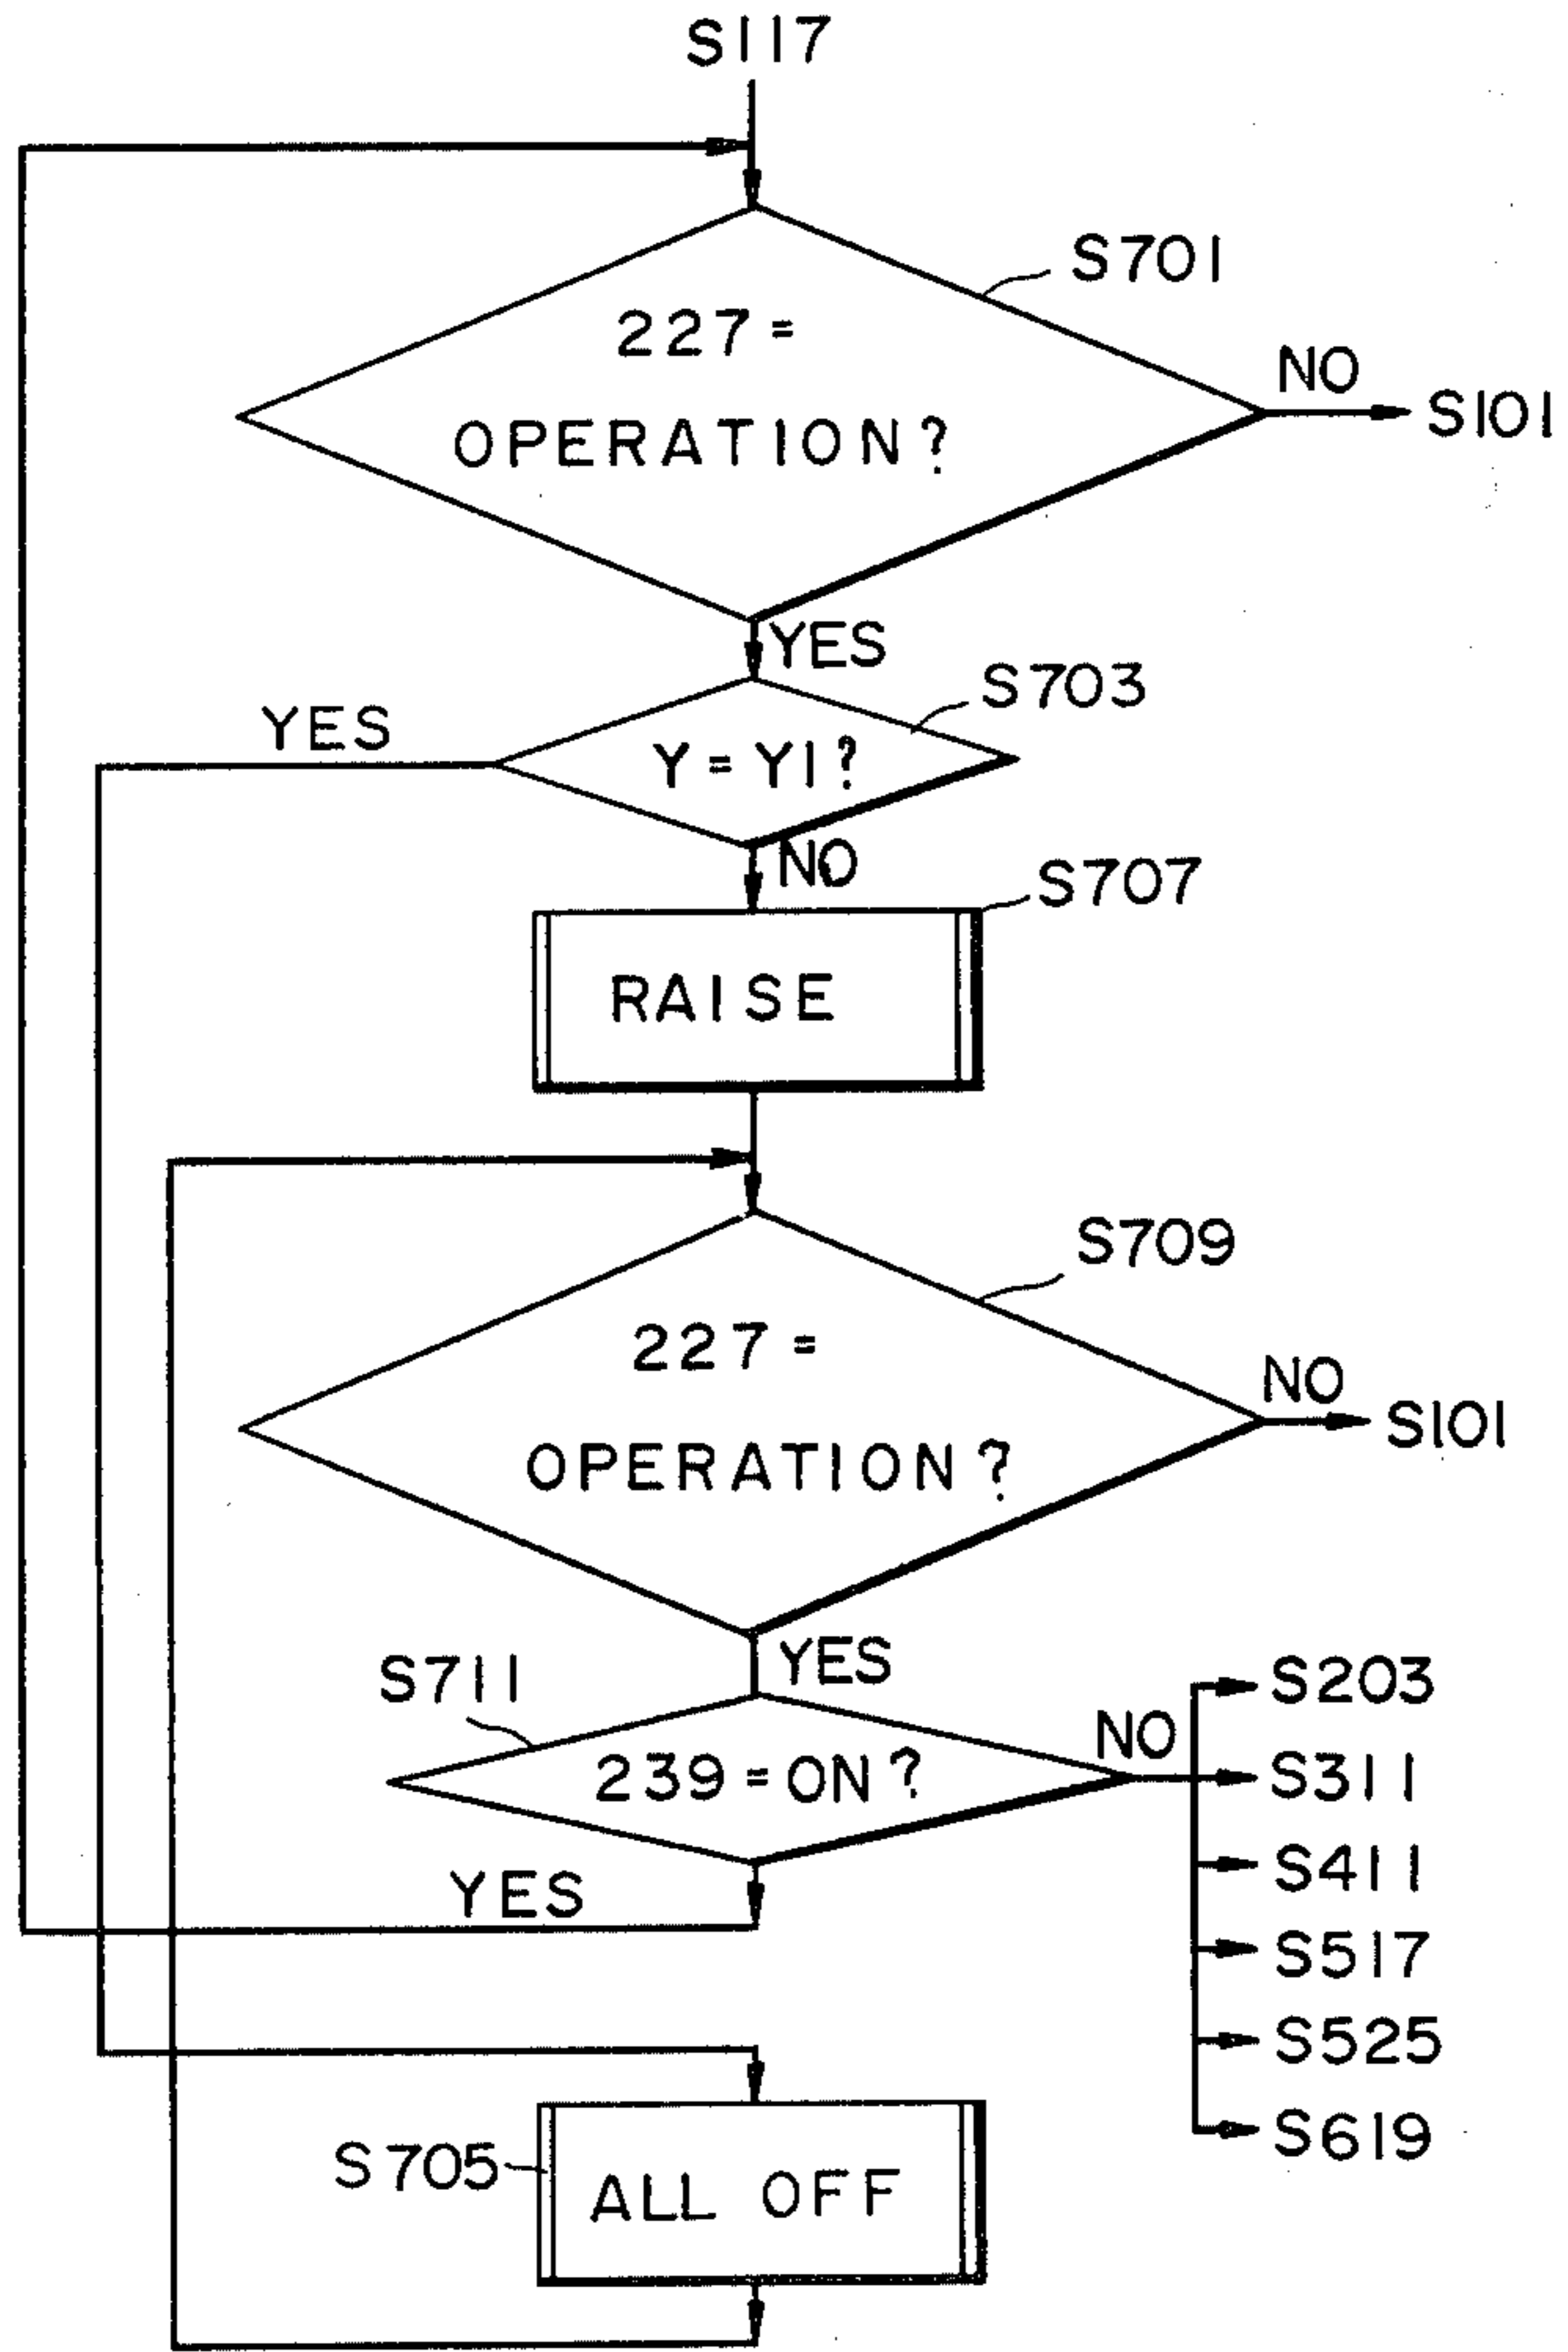 S117
S701
227=
OPERATION?
NO
S101
YES
S703
YES
Y=Y1?
NO
S707
RAISE
S709
227=
OPERATION?
NO
S101
YES
S711
239=ON?
NO
S203
S311
S411
S517
S525
S619
YES
S705
ALL OFF